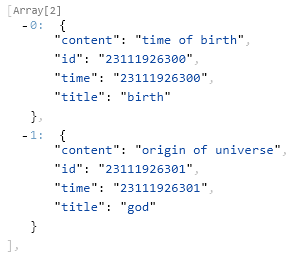 [Array[2]
-0: {
"content": "time of birth",
"id": "23111926300",
"time": "23111926300",
"title": "birth"
},
-1: {
"content": "origin of universe",
"id": "23111926301",
"time": "23111926301",
"title": "god"
}
],